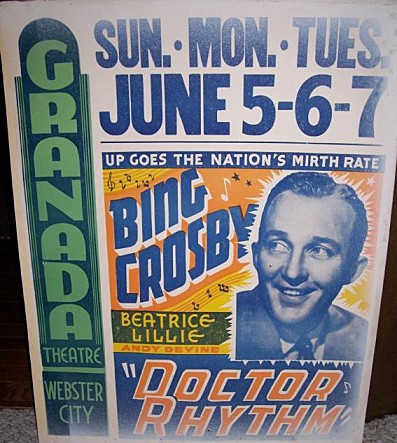 GRANADA
THEATRE
WEBSTER
CITY
SUN. · MON. · TUES.
JUNE 5-6-7
UP GOES THE NATION'S MIRTH RATE
BING
CROSBY
BEATRICE
LILLIE
ANDY DEVINE
"DOCTOR
RHYTHM"